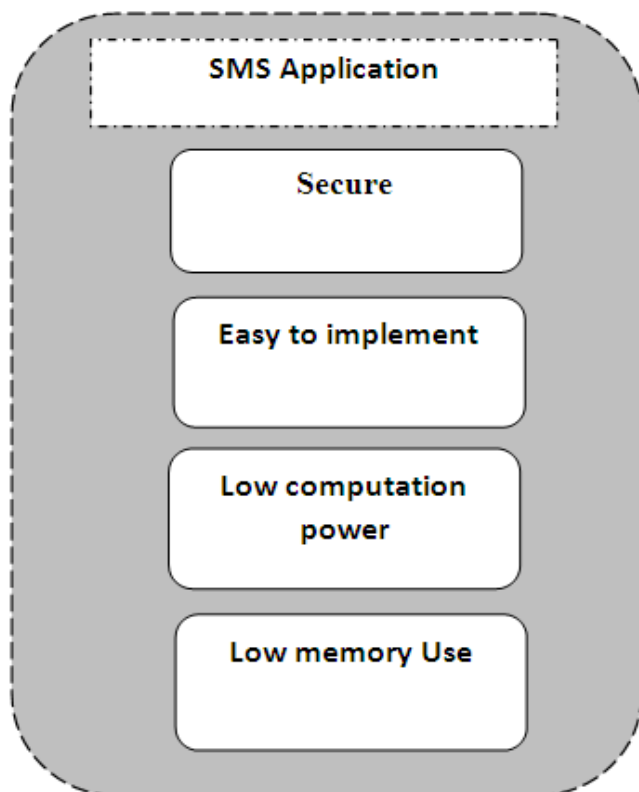 SMS Application
Secure
Easy to implement
Low computation
power
Low memory Use